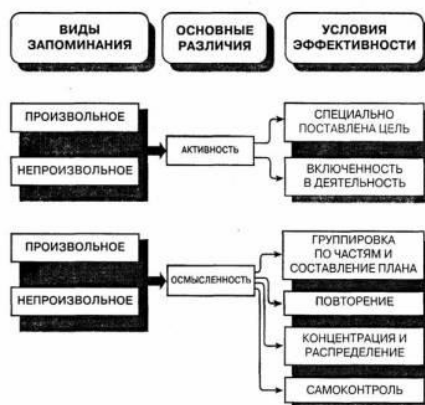 ВИДЫ
ЗАПОМИНАНИЯ
ОСНОВНЫЕ
РАЗЛИЧИЯ
УСЛОВИЯ
ЭФФЕКТИВНОСТИ
ПРОИЗВОЛЬНОЕ
НЕПРОИЗВОЛЬНОЕ
АКТИВНОСТЬ
СПЕЦИАЛЬНО
ПОСТАВЛЕНА ЦЕЛЬ
ВКЛЮЧЕННОСТЬ
В ДЕЯТЕЛЬНОСТЬ
ПРОИЗВОЛЬНОЕ
НЕПРОИЗВОЛЬНОЕ
ОСМЫСЛЕННОСТЬ
ГРУППИРОВКА
ПО ЧАСТЯМ И
СОСТАВЛЕНИЕ ПЛАНА
ПОВТОРЕНИЕ
КОНЦЕНТРАЦИЯ И
РАСПРЕДЕЛЕНИЕ
САМОКОНТРОЛЬ